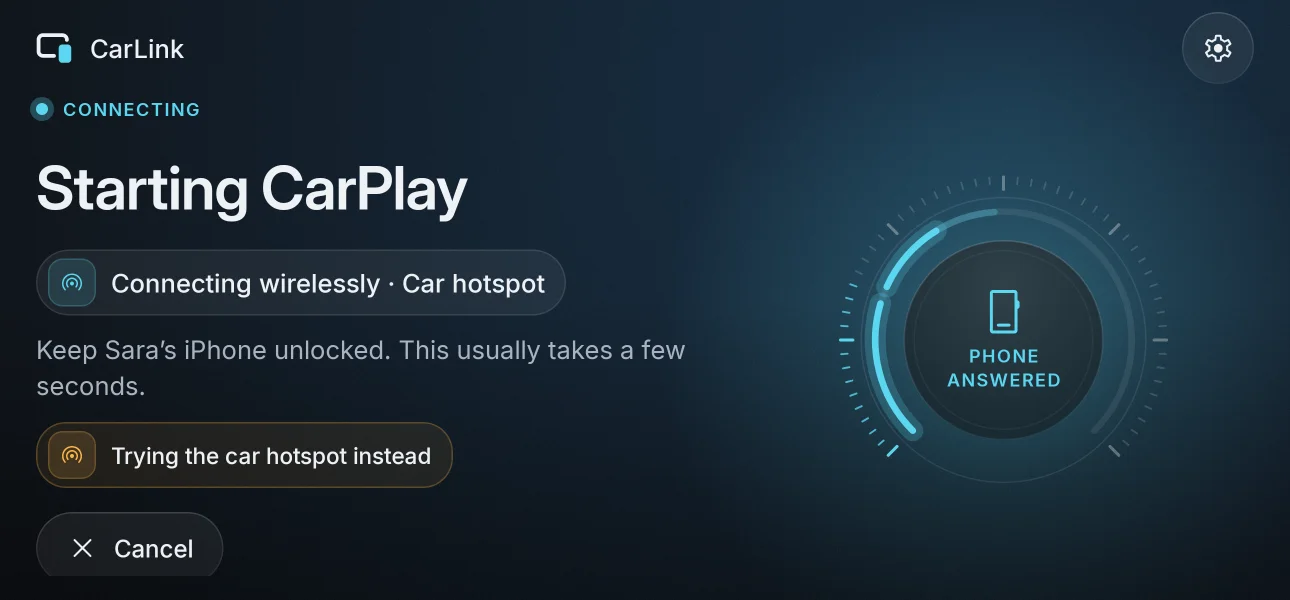 CarLink
CONNECTING
Starting CarPlay
Connecting wirelessly · Car hotspot
Keep Sara’s iPhone unlocked. This usually takes a few
seconds.
Trying the car hotspot instead
Cancel
PHONE
ANSWERED